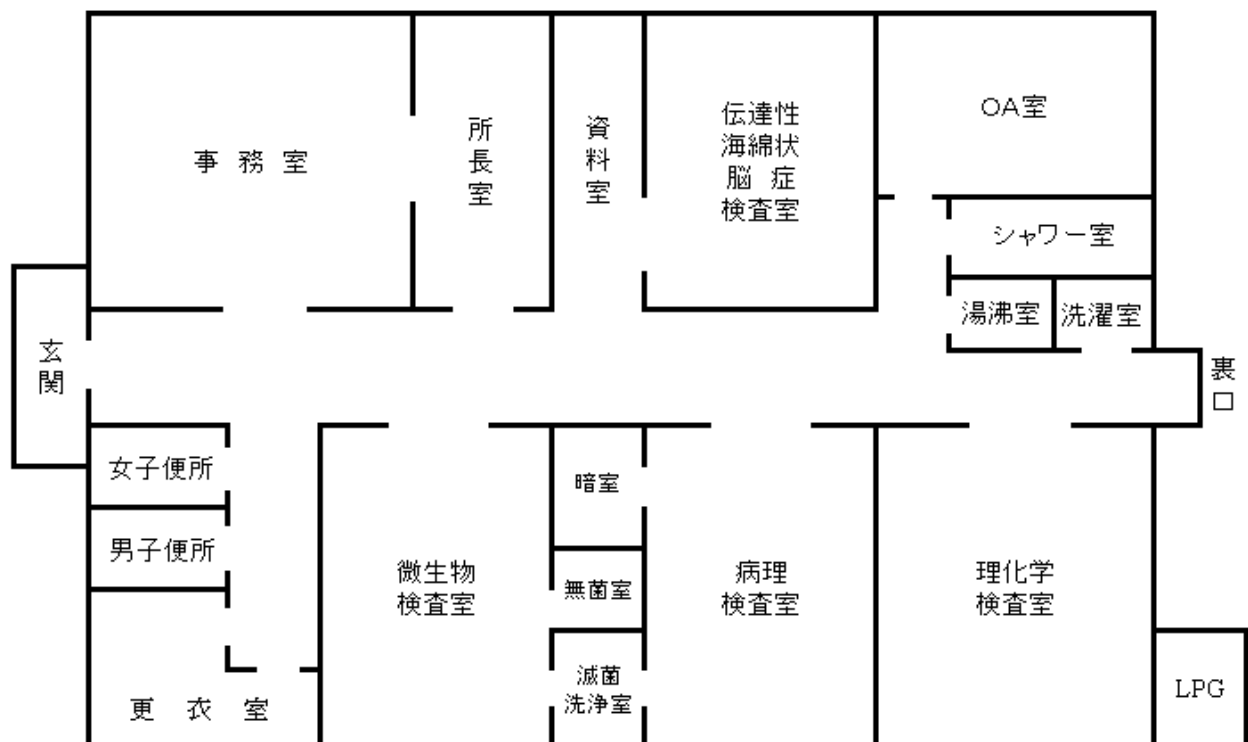 事務室
所
長
室
資
料
室
伝達性
海綿状
脳症
検査室
OA室
シャワー室
湯沸室
洗濯室
玄
関
裏
口
女子便所
男子便所
更衣室
微生物
検査室
暗室
無菌室
滅菌
洗浄室
病理
検査室
理化学
検査室
LPG